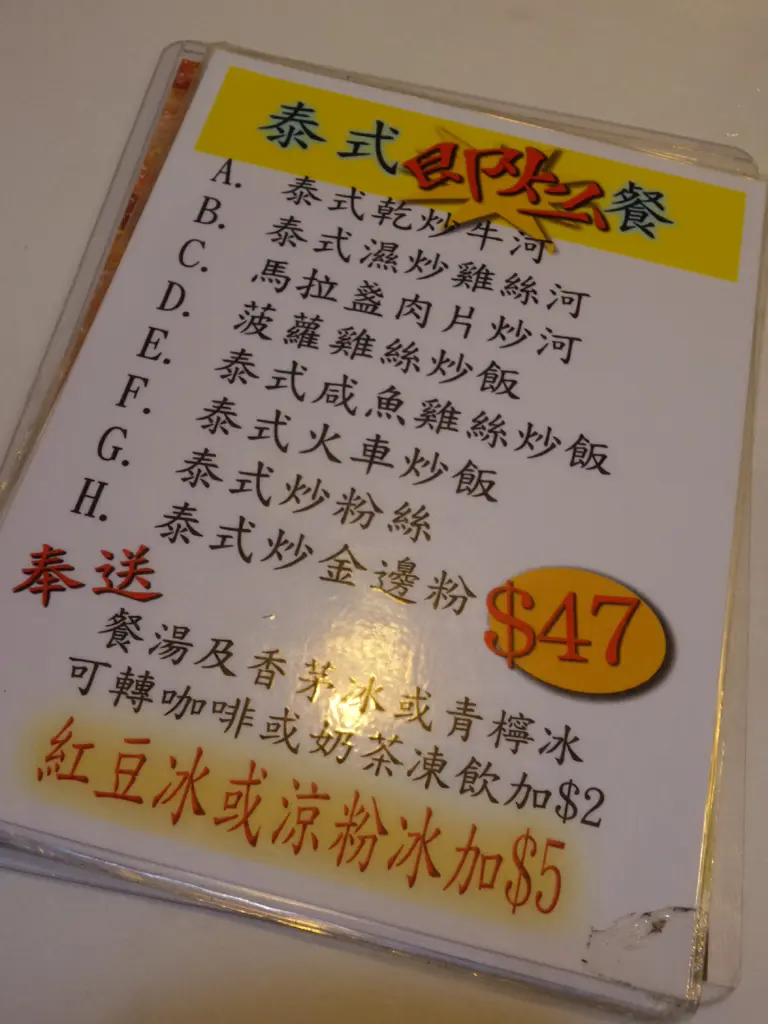 泰式即炒餐
A. 泰式乾炒牛河
B. 泰式濕炒雞絲河
C. 馬拉盞肉片炒河
D. 菠蘿雞絲炒飯
E. 泰式咸魚雞絲炒飯
F. 泰式火車炒飯
G. 泰式炒粉絲
H. 泰式炒金邊粉
$47
奉送
餐湯及香茅冰或青檸冰
可轉咖啡或奶茶凍飲加$2
紅豆冰或涼粉冰加$5